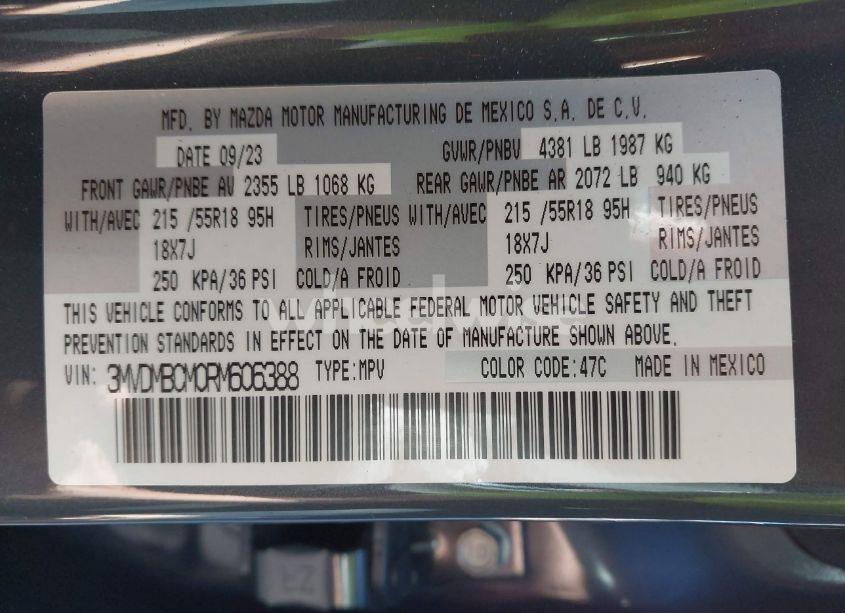 MFD. BY MAZDA MOTOR MANUFACTURING DE MEXICO S.A. DE C.V.
DATE 09/23 GVWR/PNBV 4381 LB 1987 KG
FRONT GAWR/PNBE AV 2355 LB 1068 KG REAR GAWR/PNBE AR 2072 LB 940 KG
WITH/AVEC 215 /55R18 95H TIRES/PNEUS WITH/AVEC 215 /55R18 95H TIRES/PNEUS
18X7J RIMS/JANTES 18X7J RIMS/JANTES
250 KPA/36 PSI COLD/A FROID 250 KPA/36 PSI COLD/A FROID
THIS VEHICLE CONFORMS TO ALL APPLICABLE FEDERAL MOTOR VEHICLE SAFETY AND THEFT
PREVENTION STANDARDS IN EFFECT ON THE DATE OF MANUFACTURE SHOWN ABOVE.
VIN: 3MVDMBCM0RM606388 TYPE:MPV COLOR CODE:47C MADE IN MEXICO